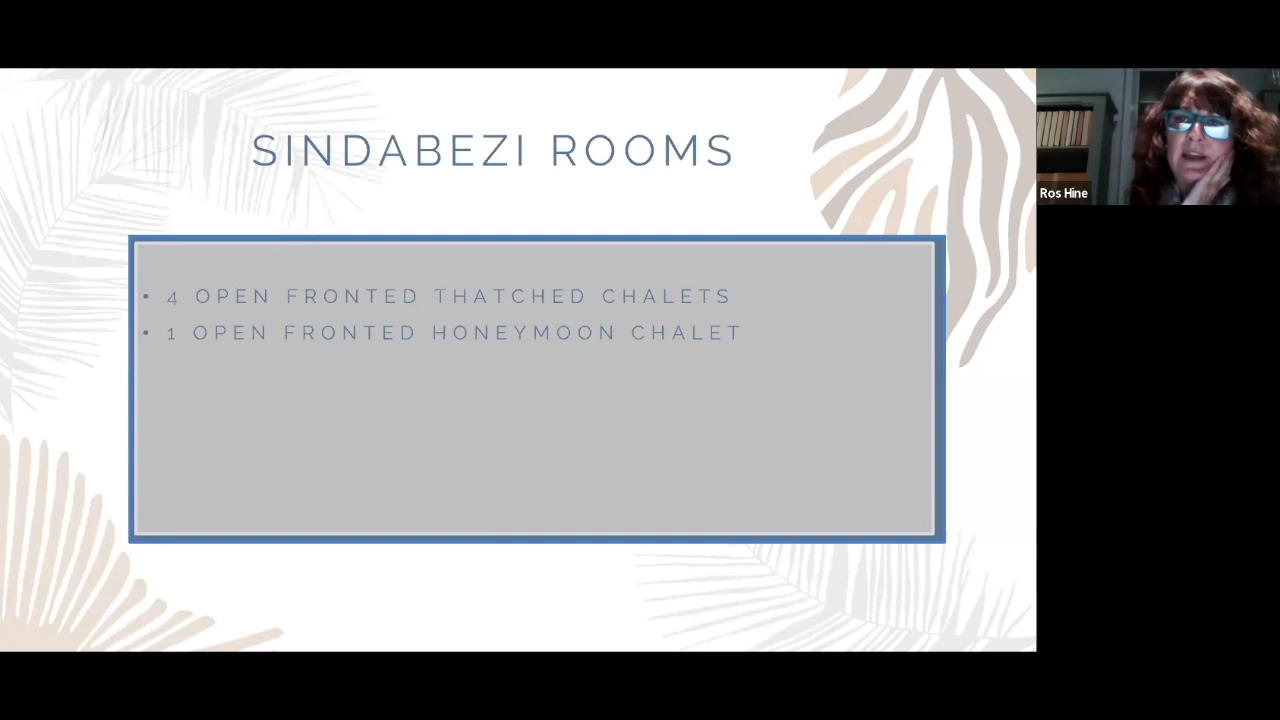 SINDABEZI ROOMS
• 4 OPEN FRONTED THATCHED CHALETS
• 1 OPEN FRONTED HONEYMOON CHALET
Ros Hine